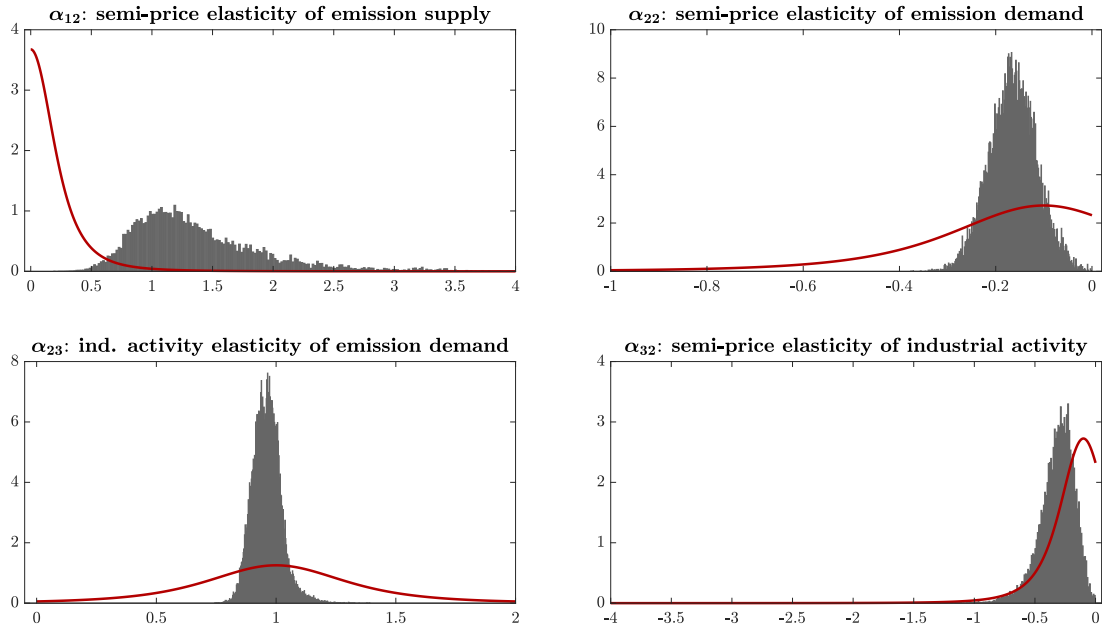 α12: semi-price elasticity of emission supply
4
3
2
1
0
0 0.5 1 1.5 2 2.5 3 3.5 4
α22: semi-price elasticity of emission demand
10
8
6
4
2
0
-1 -0.8 -0.6 -0.4 -0.2 0
α23: ind. activity elasticity of emission demand
8
6
4
2
0
0 0.5 1 1.5 2
α32: semi-price elasticity of industrial activity
4
3
2
1
0
-4 -3.5 -3 -2.5 -2 -1.5 -1 -0.5 0